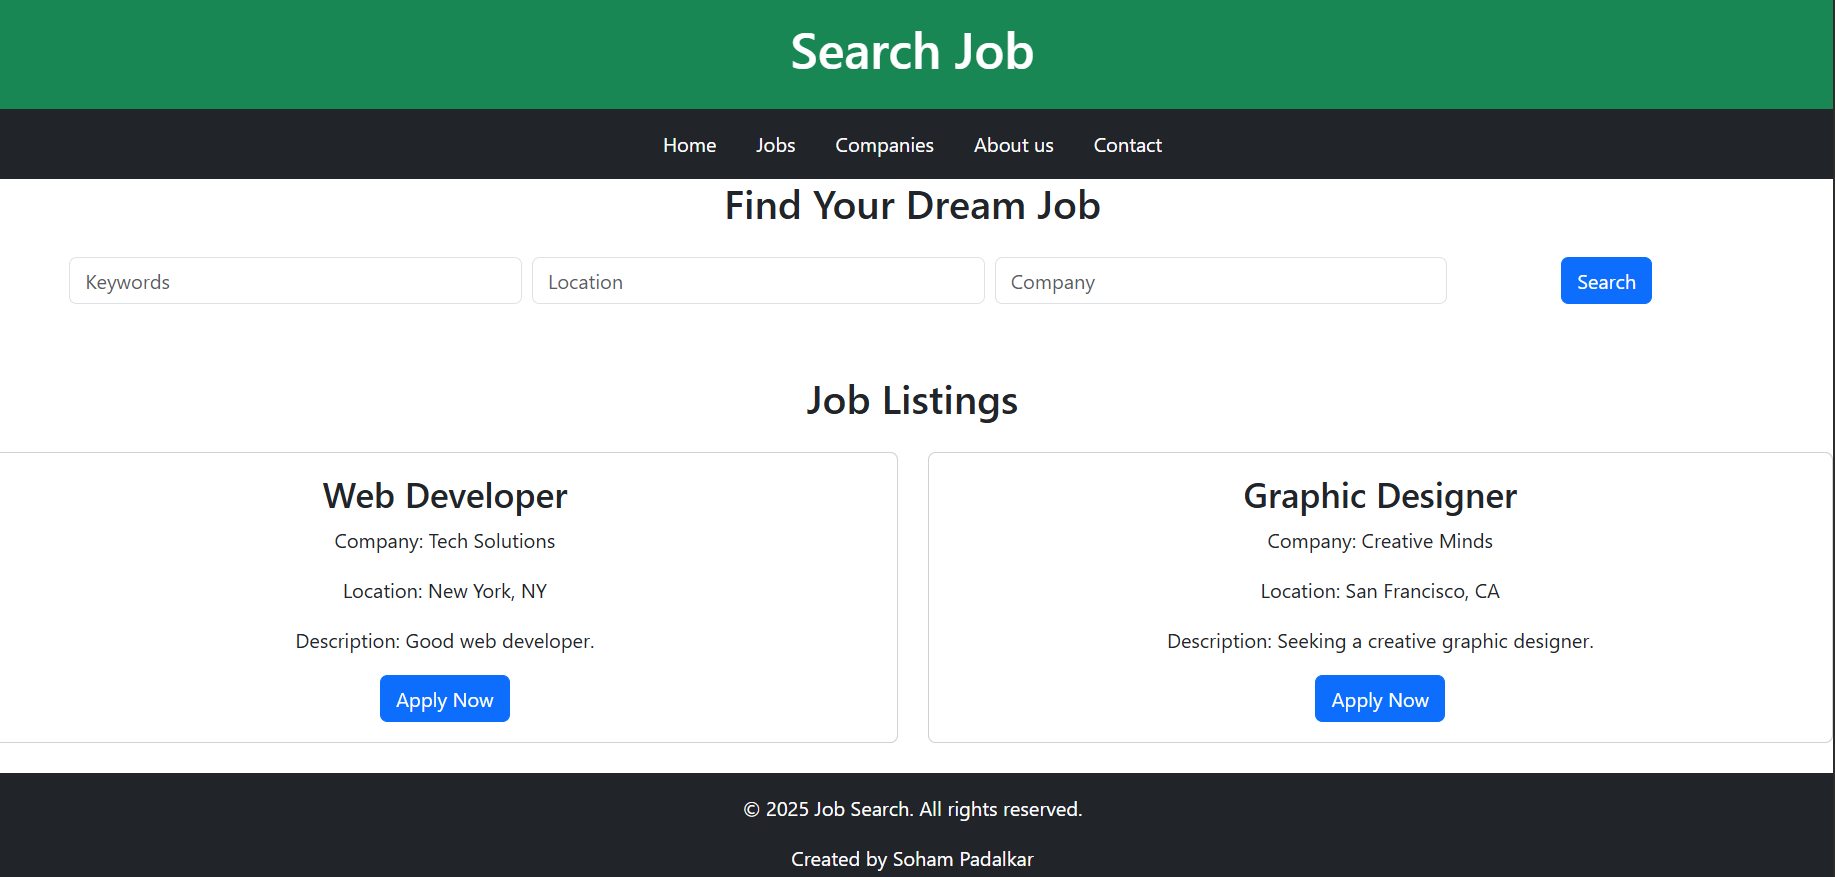 Search Job
Home Jobs Companies About us Contact
Find Your Dream Job
Keywords Location Company Search
Job Listings
Web Developer
Company: Tech Solutions
Location: New York, NY
Description: Good web developer.
Apply Now
Graphic Designer
Company: Creative Minds
Location: San Francisco, CA
Description: Seeking a creative graphic designer.
Apply Now
© 2025 Job Search. All rights reserved.
Created by Soham Padalkar